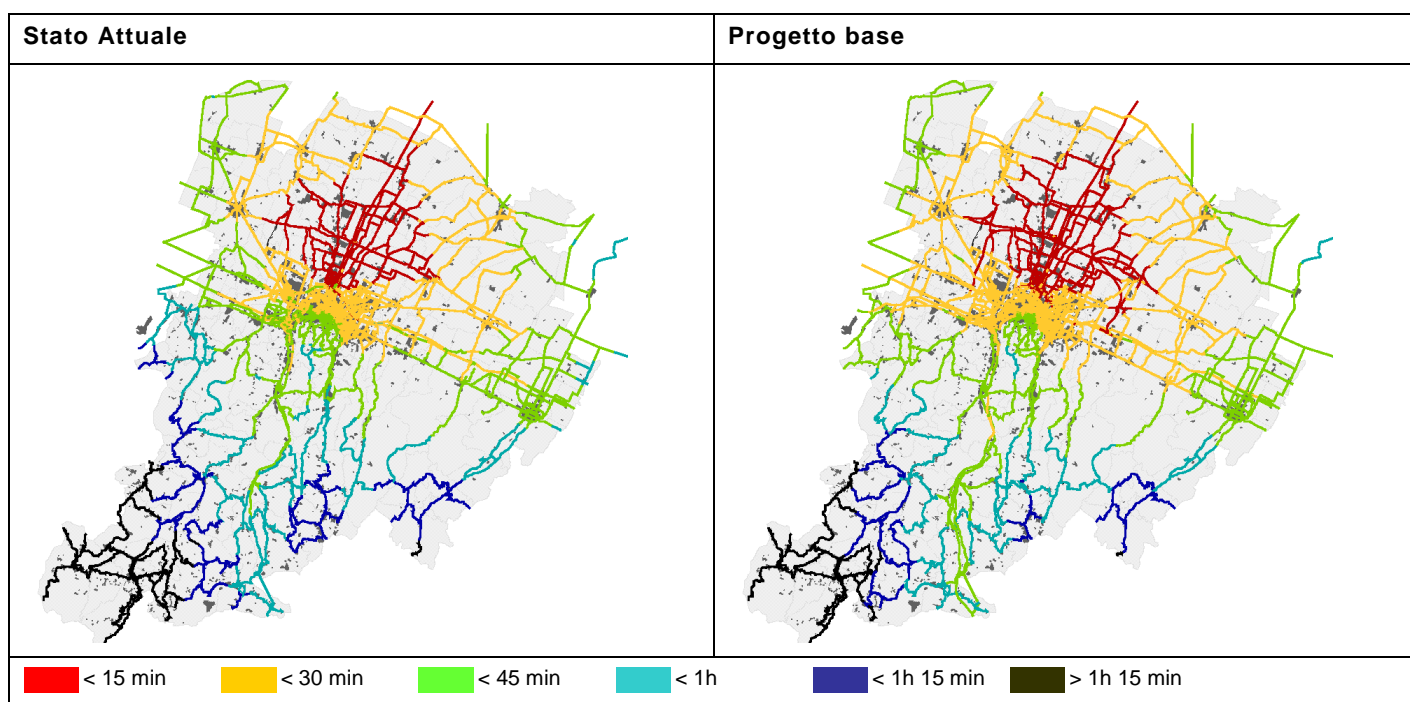 Stato Attuale
Progetto base
< 15 min
< 30 min
< 45 min
< 1h
< 1h 15 min
> 1h 15 min